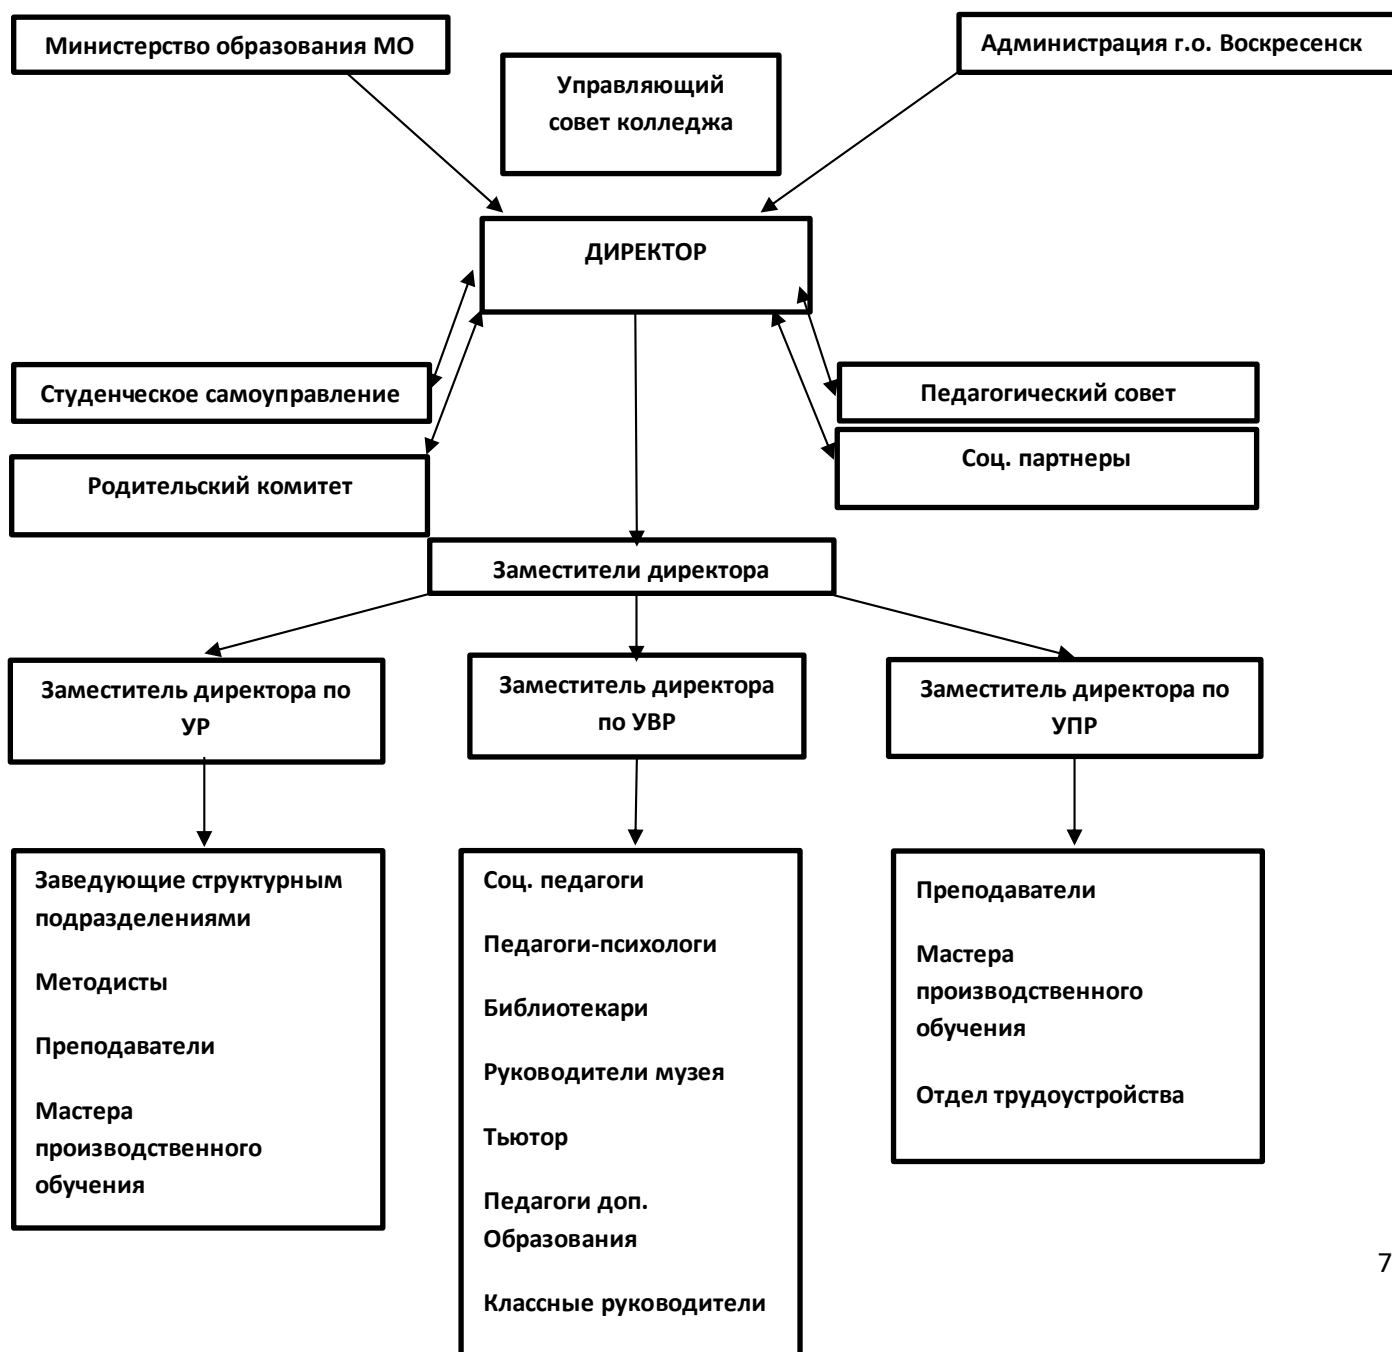 Министерство образования МО
Администрация г.о. Воскресенск
Управляющий
совет колледжа
ДИРЕКТОР
Студенческое самоуправление
Педагогический совет
Родительский комитет
Соц. партнеры
Заместители директора
Заместитель директора по
УР
Заместитель директора
по УВР
Заместитель директора по
УПР
Заведующие структурным
подразделениями
Методисты
Преподаватели
Мастера
производственного
обучения
Соц. педагоги
Педагоги-психологи
Библиотекари
Руководители музея
Тьютор
Педагоги доп.
Образования
Классные руководители
Преподаватели
Мастера
производственного
обучения
Отдел трудоустройства
7